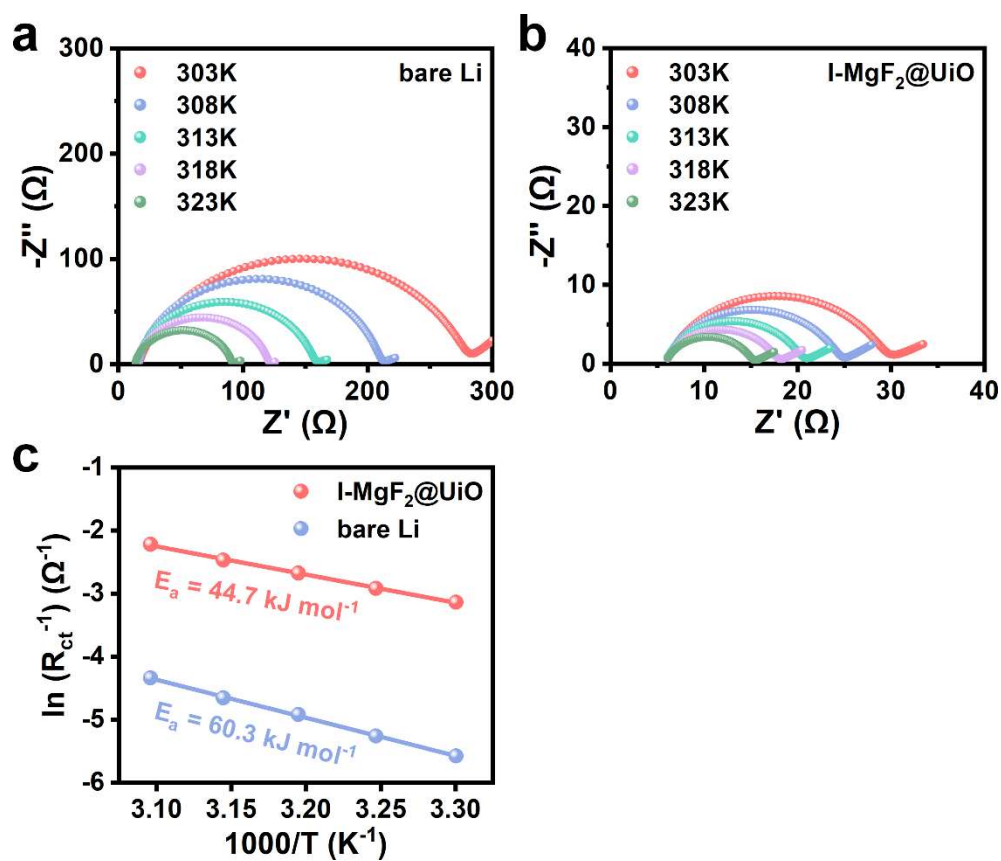 a
300
200
100
0
-Z'' (Ω)
303K
308K
313K
318K
323K
bare Li
0
100
200
300
Z' (Ω)
b
40
30
20
10
0
-Z'' (Ω)
303K
308K
313K
318K
323K
I-MgF₂@UiO
0
10
20
30
40
Z' (Ω)
c
-1
-2
-3
-4
-5
-6
ln (R_ct⁻¹) (Ω⁻¹)
I-MgF₂@UiO
bare Li
Eₐ = 44.7 kJ mol⁻¹
Eₐ = 60.3 kJ mol⁻¹
3.10 3.15 3.20 3.25 3.30
1000/T (K⁻¹)